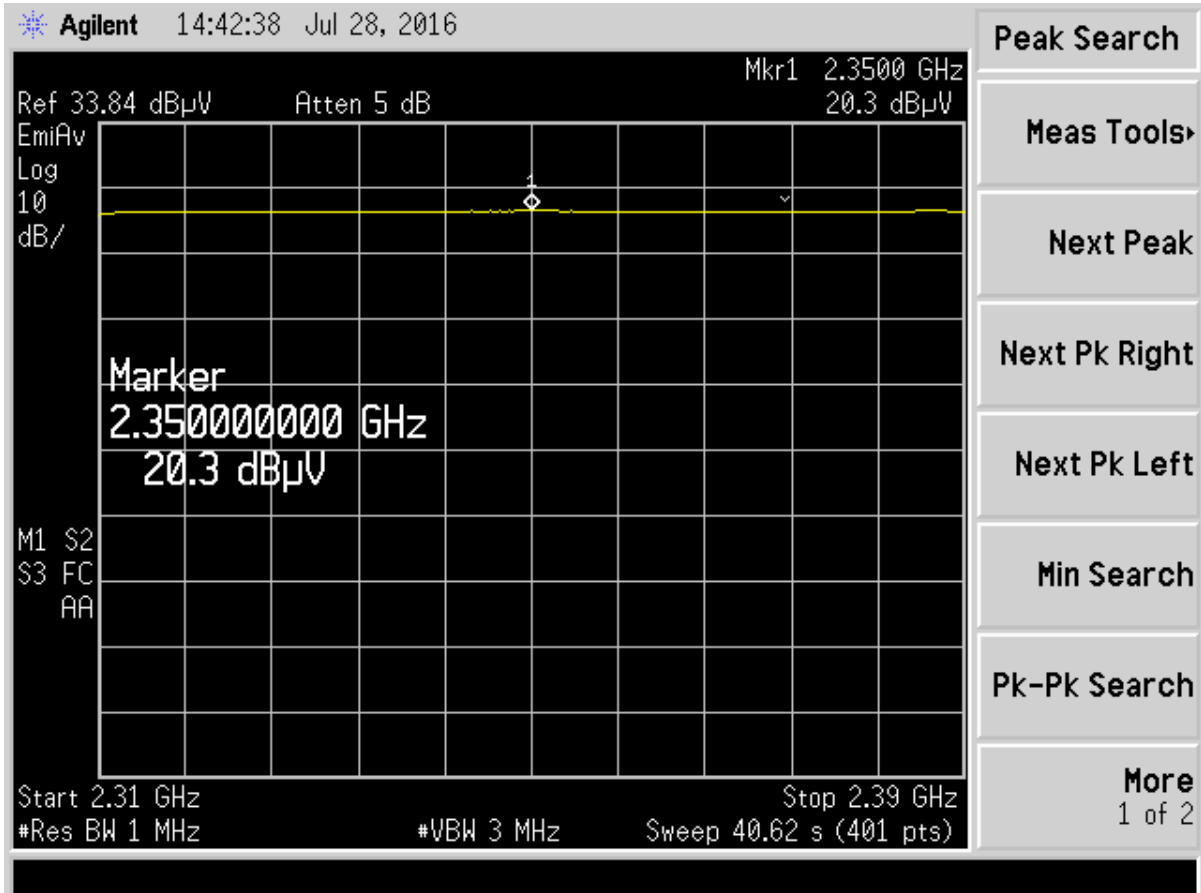 Agilent 14:42:38 Jul 28, 2016
Peak Search
Mkr1 2.3500 GHz
Ref 33.84 dBµV Atten 5 dB 20.3 dBµV
EmiAv
Log
10
dB/
1
Marker
2.350000000 GHz
20.3 dBµV
M1 S2
S3 FC
AA
Start 2.31 GHz Stop 2.39 GHz
#Res BW 1 MHz #VBW 3 MHz Sweep 40.62 s (401 pts)
Meas Tools
Next Peak
Next Pk Right
Next Pk Left
Min Search
Pk-Pk Search
More
1 of 2